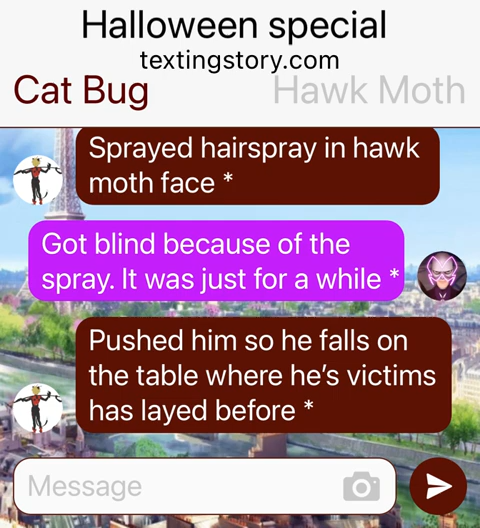 Halloween special
textingstory.com
Cat Bug Hawk Moth
Sprayed hairspray in hawk
moth face *
Got blind because of the
spray. It was just for a while *
Pushed him so he falls on
the table where he’s victims
has layed before *
Message